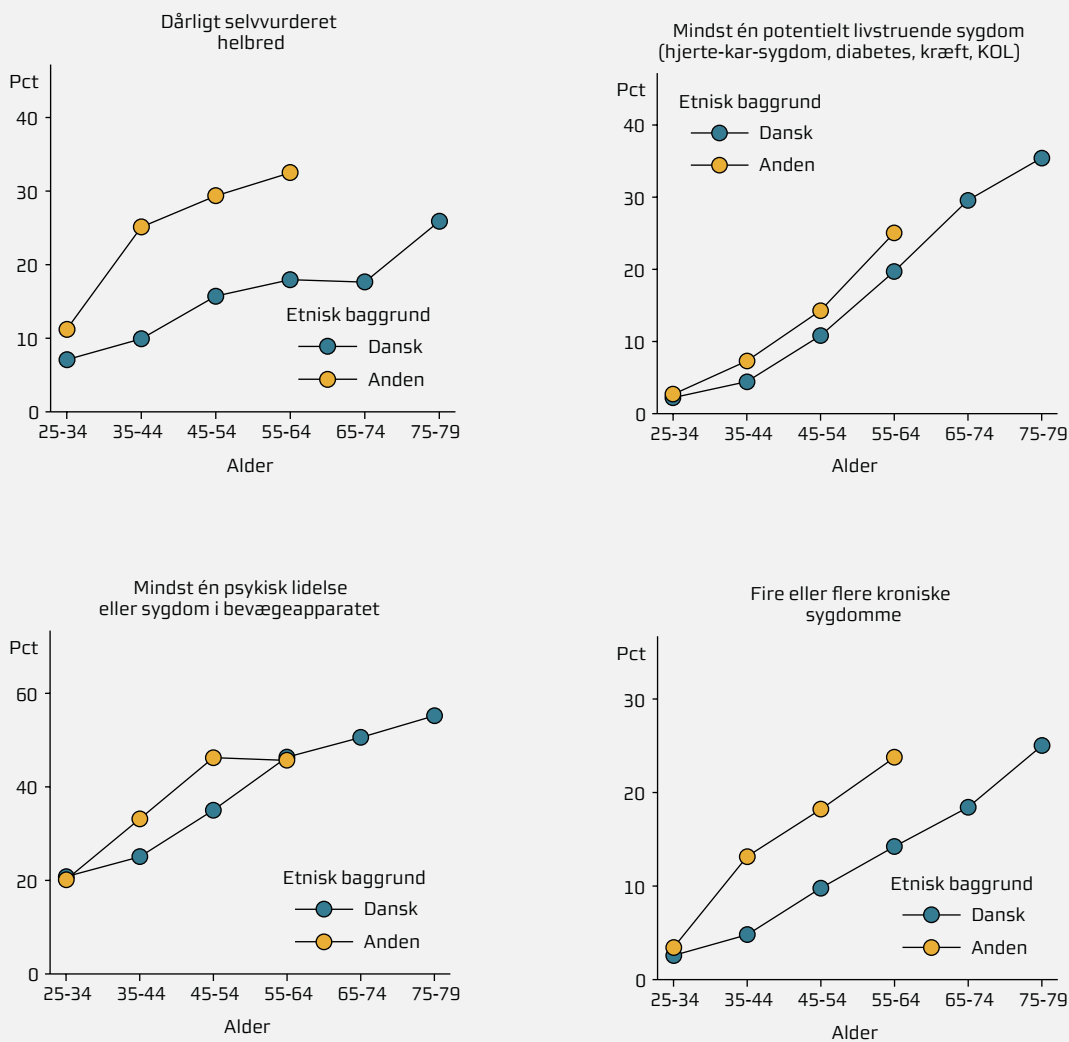 Dårligt selvvurderet
helbred
Pct
40
30
20
10
0
Etnisk baggrund
Dansk
Anden
25-34 35-44 45-54 55-64 65-74 75-79
Alder
Mindst én potentielt livstruende sygdom
(hjerte-kar-sygdom, diabetes, kræft, KOL)
Pct
Etnisk baggrund
Dansk
Anden
40
30
20
10
0
25-34 35-44 45-54 55-64 65-74 75-79
Alder
Mindst én psykisk lidelse
eller sygdom i bevægeapparatet
Pct
60
40
20
0
Etnisk baggrund
Dansk
Anden
25-34 35-44 45-54 55-64 65-74 75-79
Alder
Fire eller flere kroniske
sygdomme
Pct
30
20
10
0
Etnisk baggrund
Dansk
Anden
25-34 35-44 45-54 55-64 65-74 75-79
Alder